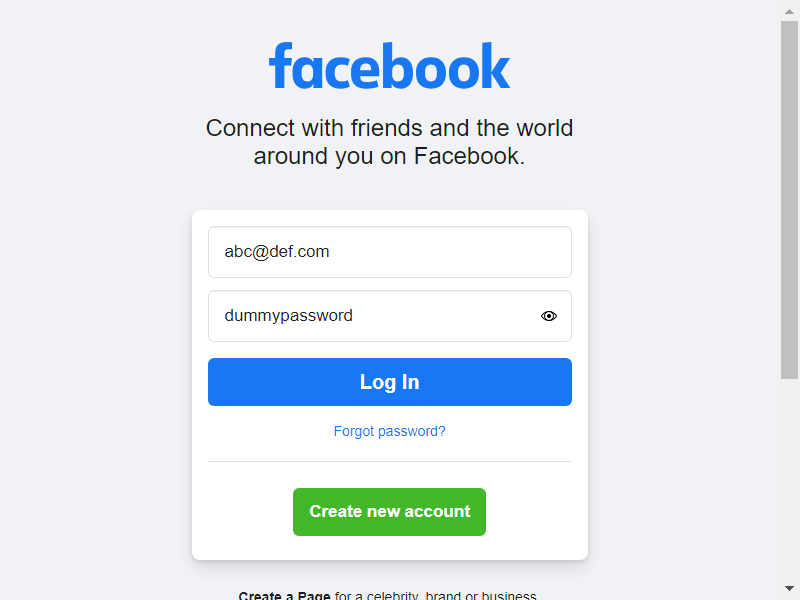 facebook
Connect with friends and the world
around you on Facebook.
abc@def.com
dummypassword
Log In
Forgot password?
Create new account
Create a Page for a celebrity, brand or business.